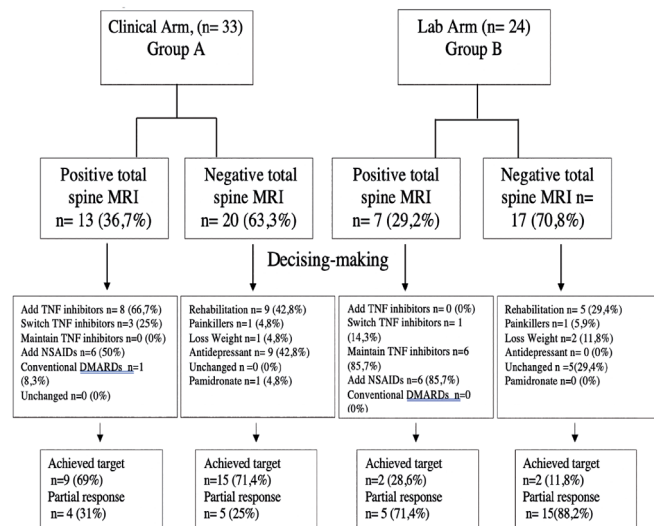 Clinical Arm, (n= 33)
Group A
Lab Arm (n= 24)
Group B
Positive total
spine MRI
n= 13 (36,7%)
Negative total
spine MRI
n= 20 (63,3%)
Positive total
spine MRI
n= 7 (29,2%)
Negative total
spine MRI n=
17 (70,8%)
Decising-making
Add TNF inhibitors n= 8 (66,7%)
Switch TNF inhibitors n=3 (25%)
Maintain TNF inhibitors n=0 (0%)
Add NSAIDs n=6 (50%)
Conventional DMARDs n=1
(8,3%)
Unchanged n=0 (0%)
Rehabilitation n= 9 (42,8%)
Painkillers n=1 (4,8%)
Loss Weight n=1 (4,8%)
Antidepressant n= 9 (42,8%)
Unchanged n =0 (0%)
Pamidronate n=1 (4,8%)
Add TNF inhibitors n= 0 (0%)
Switch TNF inhibitors n= 1
(14,3%)
Maintain TNF inhibitors n=6
(85,7%)
Add NSAIDs n=6 (85,7%)
Conventional DMARDs n=0
(0%)
Rehabilitation n= 5 (29,4%)
Painkillers n=1 (5,9%)
Loss Weight n=2 (11,8%)
Antidepressant n= 0 (0%)
Unchanged n =5(29,4%)
Pamidronate n=0 (0%)
Achieved target
n=9 (69%)
Partial response
n= 4 (31%)
Achieved target
n=15 (71,4%)
Partial response
n= 5 (25%)
Achieved target
n=2 (28,6%)
Partial response
n= 5 (71,4%)
Achieved target
n=2 (11,8%)
Partial response
n= 15(88,2%)